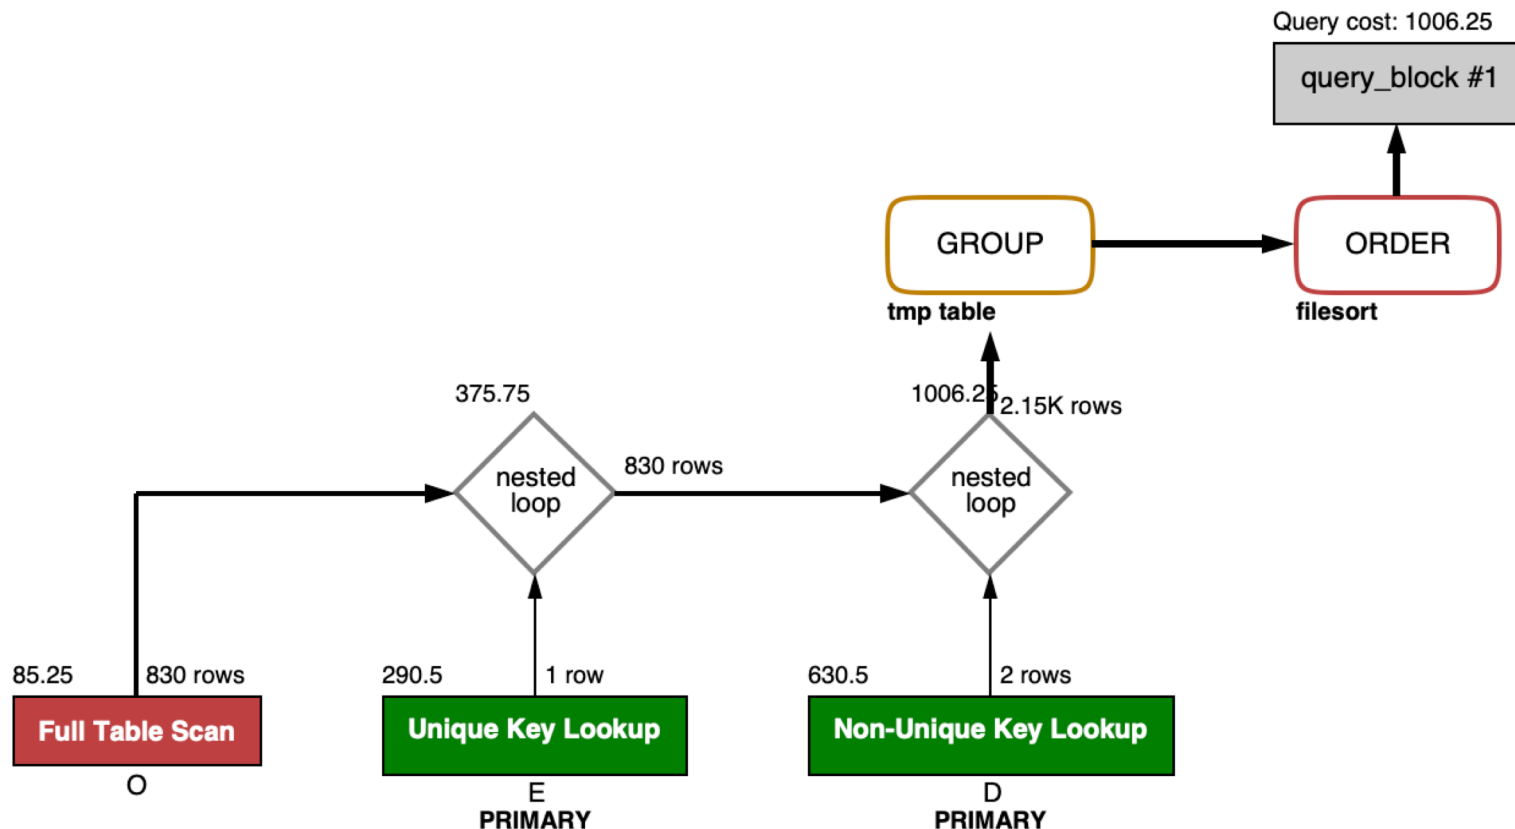 Query cost: 1006.25
query_block #1
GROUP
ORDER
tmp table
filesort
375.75
1006.25
2.15K rows
830 rows
nested
loop
nested
loop
85.25
830 rows
290.5
1 row
630.5
2 rows
Full Table Scan
Unique Key Lookup
Non-Unique Key Lookup
O
E
D
PRIMARY
PRIMARY